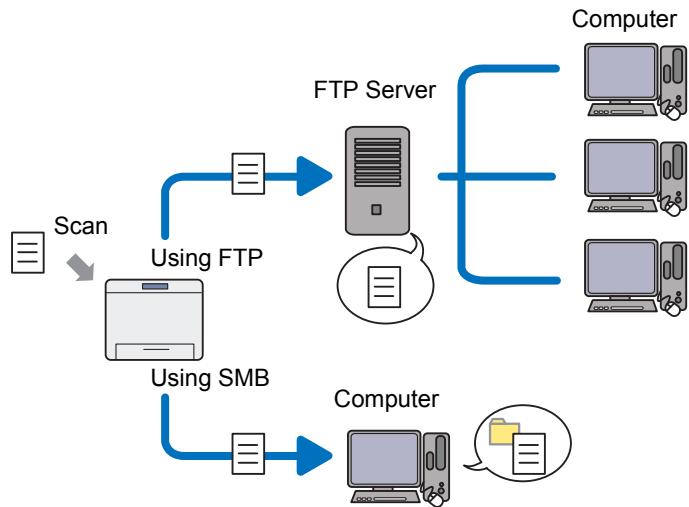 Computer
FTP Server
Scan
Using FTP
Using SMB
Computer